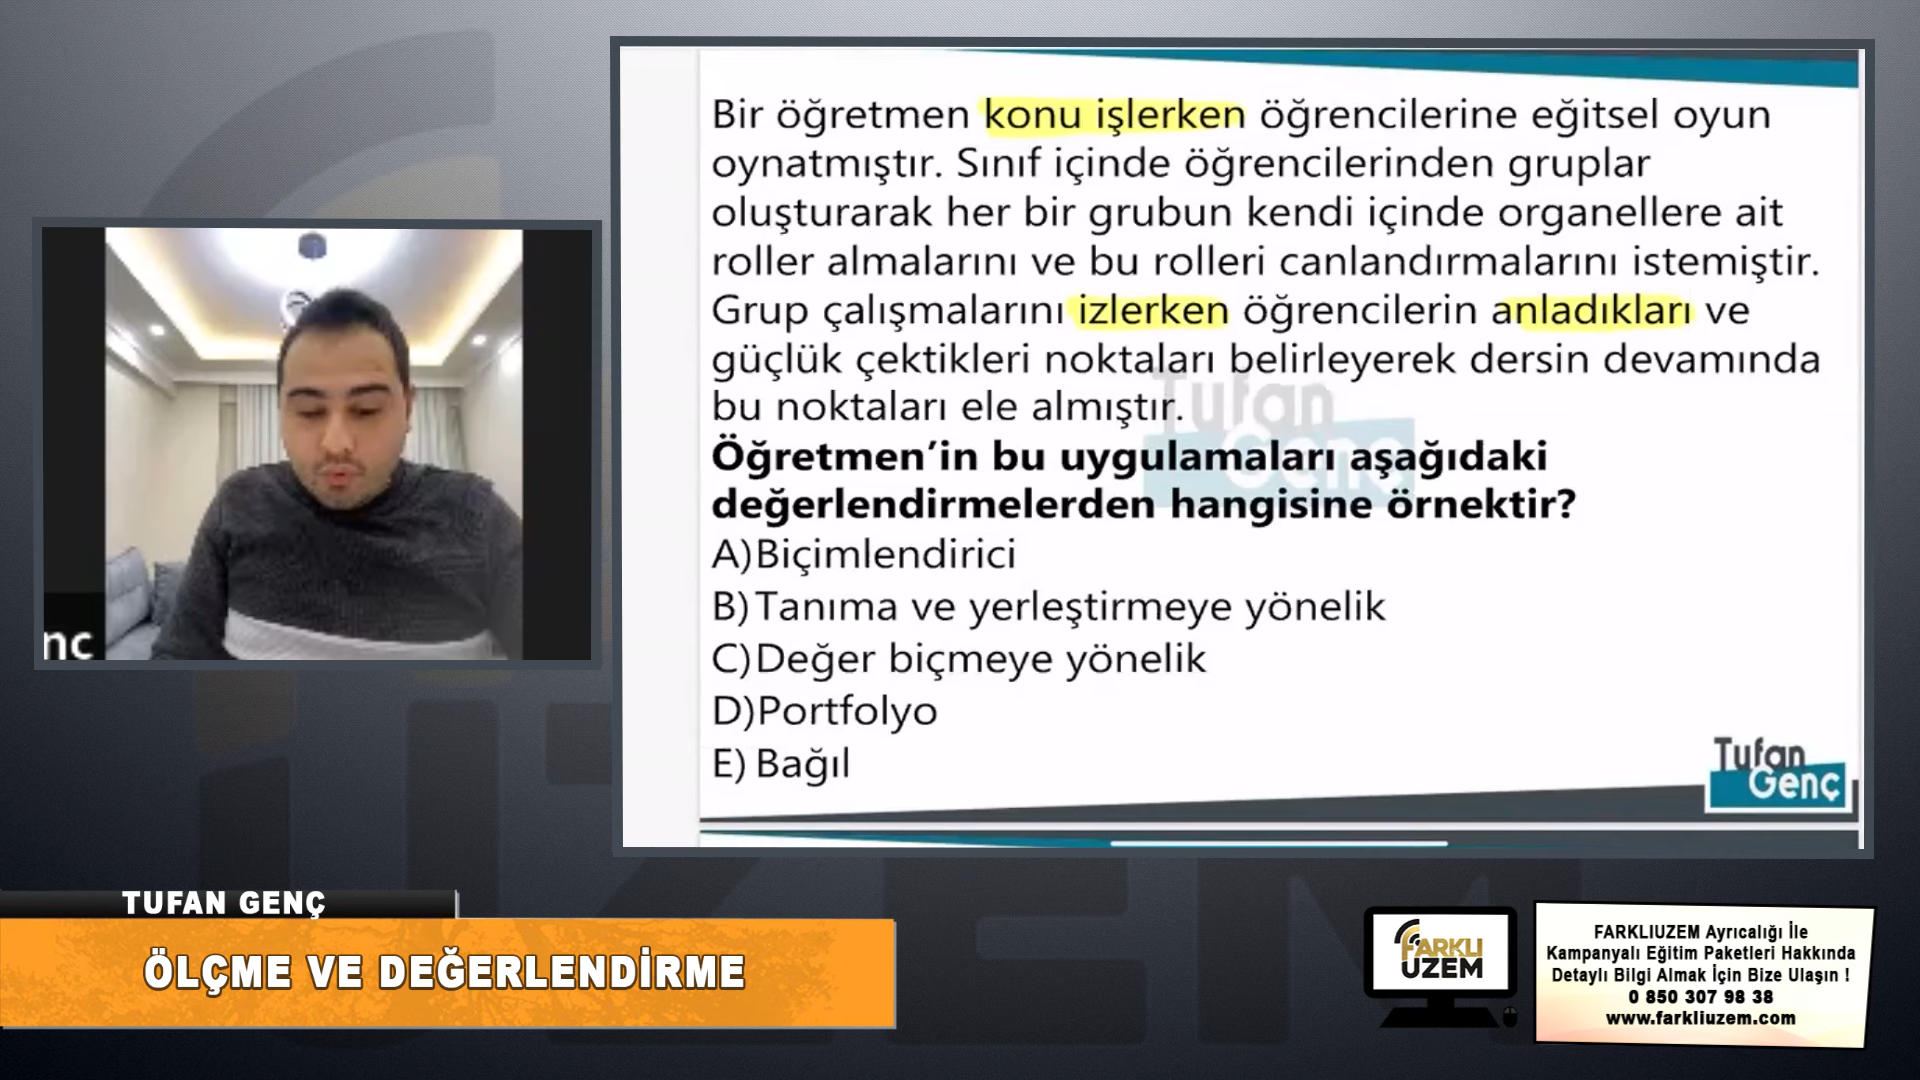 Bir öğretmen konu işlerken öğrencilerine eğitsel oyun
oynatmıştır. Sınıf içinde öğrencilerinden gruplar
oluşturarak her bir grubun kendi içinde organellere ait
roller almalarını ve bu rolleri canlandırmalarını istemiştir.
Grup çalışmalarını izlerken öğrencilerin anladıkları ve
güçlük çektikleri noktaları belirleyerek dersin devamında
bu noktaları ele almıştır.
Öğretmen’in bu uygulamaları aşağıdaki
değerlendirmelerden hangisine örnektir?
A)Biçimlendirici
B)Tanıma ve yerleştirmeye yönelik
C)Değer biçmeye yönelik
D)Portfolyo
E) Bağıl
Tufan
Genç
Tufan
Genç
nç
TUFAN GENÇ
ÖLÇME VE DEĞERLENDİRME
FARKLI
UZEM
FARKLIUZEM Ayrıcalığı İle
Kampanyalı Eğitim Paketleri Hakkında
Detaylı Bilgi Almak İçin Bize Ulaşın !
0 850 307 98 38
www.farkliuzem.com